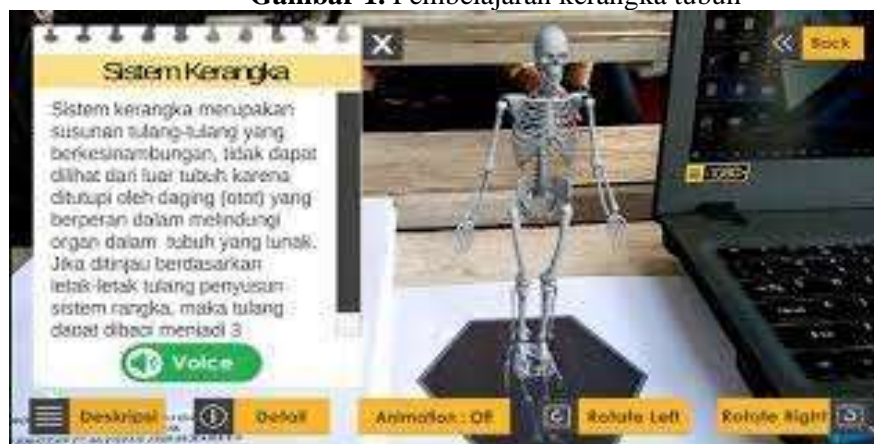 Gambar 1. Pembelajaran kerangka tubuh
Sistem Kerangka
Sistem kerangka merupakan
susunan tulang-tulang yang
berkesinambungan, tidak dapat
dilihat dari luar tubuh karena
ditutupi oleh daging (otot) yang
berperan dalam melindungi
organ dalam tubuh yang lunak.
Jika ditinjau berdasarkan
letak-letak tulang penyusun
sistem rangka, maka tulang
dapat dibagi menjadi 3
Voice
Back
Deskripsi
Detail
Animation : Off
Rotate Left
Rotate Right